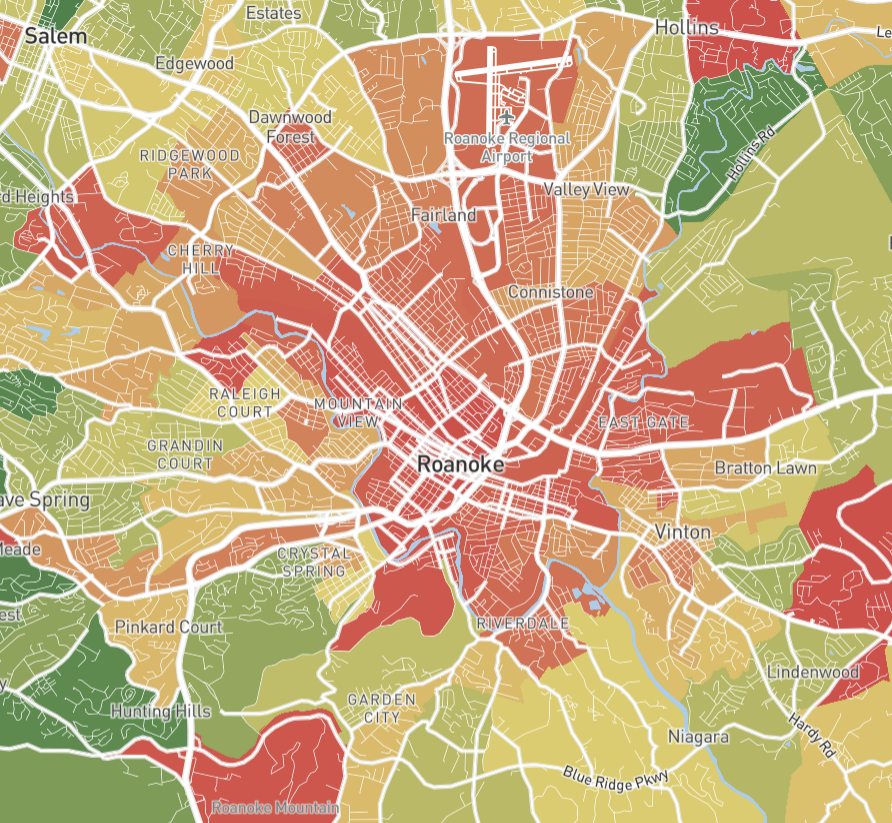 Estates
Hollins
Le
Salem
Edgewood
Dawnwood
Forest
Roanoke Regional
Airport
RIDGEWOOD
PARK
Hollins Rd
rd Heights
Valley View
Fairland
CHERRY
HILL
Connistone
RALEIGH
COURT
MOUNTAIN
VIEW
EAST GATE
GRANDIN
COURT
Roanoke
Bratton Lawn
ave Spring
Vinton
Meade
CRYSTAL
SPRING
est
Pinkard Court
RIVERDALE
Lindenwood
y
Hunting Hills
GARDEN
CITY
Niagara
Hardy Rd
Blue Ridge Pkwy
Roanoke Mountain